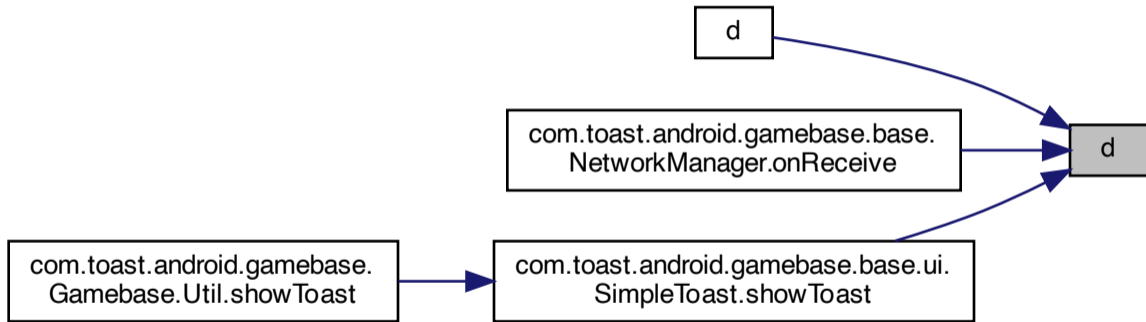 d
com.toast.android.gamebase.base.
NetworkManager.onReceive
d
com.toast.android.gamebase.
Gamebase.Util.showToast
com.toast.android.gamebase.base.ui.
SimpleToast.showToast